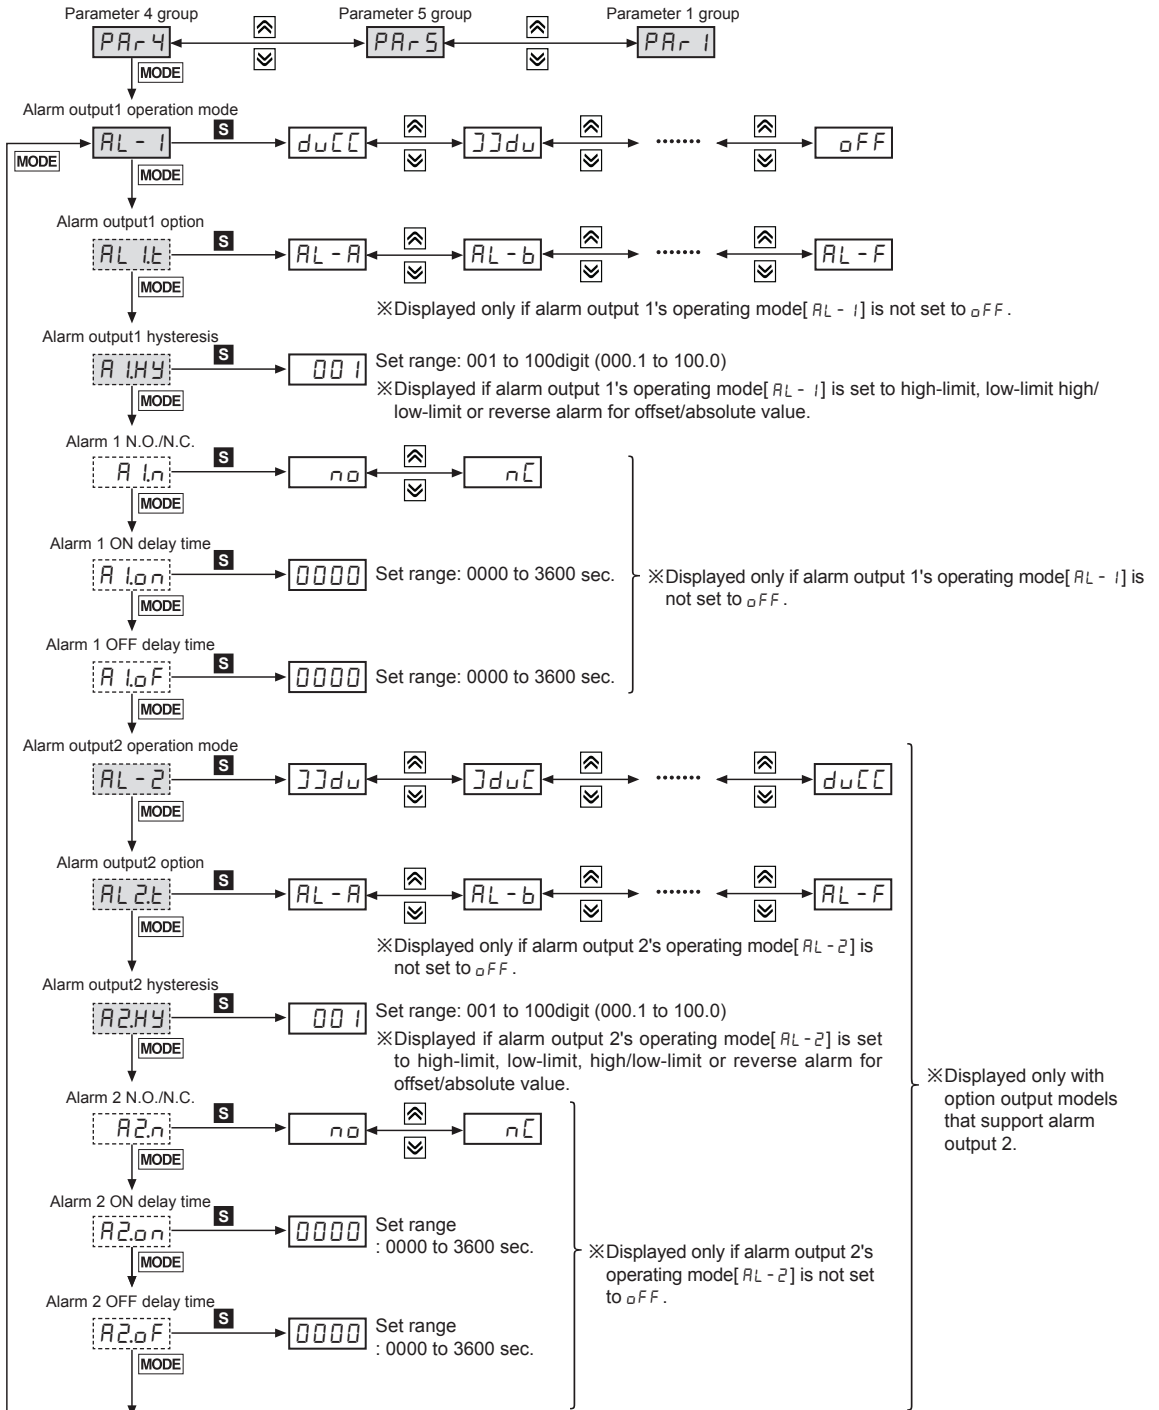 Parameter 4 group
Parameter 5 group
Parameter 1 group
PAr4
PAr5
PAr1
MODE
Alarm output1 operation mode
AL-1
S
duCC
]]du
·······
oFF
MODE
MODE
Alarm output1 option
AL1.t
S
AL-A
AL-b
·······
AL-F
MODE
※Displayed only if alarm output 1's operating mode[AL-1] is not set to oFF.
Alarm output1 hysteresis
A1.HY
S
001
Set range: 001 to 100digit (000.1 to 100.0)
MODE
※Displayed if alarm output 1's operating mode[AL-1] is set to high-limit, low-limit high/
low-limit or reverse alarm for offset/absolute value.
Alarm 1 N.O./N.C.
A1.n
S
no
nC
MODE
Alarm 1 ON delay time
A1.on
S
0000
Set range: 0000 to 3600 sec.
MODE
※Displayed only if alarm output 1's operating mode[AL-1] is
not set to oFF.
Alarm 1 OFF delay time
A1.oF
S
0000
Set range: 0000 to 3600 sec.
MODE
Alarm output2 operation mode
AL-2
S
]]du
]duC
·······
duCC
MODE
Alarm output2 option
AL2.t
S
AL-A
AL-b
·······
AL-F
MODE
※Displayed only if alarm output 2's operating mode[AL-2] is
not set to oFF.
Alarm output2 hysteresis
A2.HY
S
001
Set range: 001 to 100digit (000.1 to 100.0)
MODE
※Displayed if alarm output 2's operating mode[AL-2] is set
to high-limit, low-limit, high/low-limit or reverse alarm for
offset/absolute value.
※Displayed only with
option output models
that support alarm
output 2.
Alarm 2 N.O./N.C.
A2.n
S
no
nC
MODE
Alarm 2 ON delay time
A2.on
S
0000
Set range
: 0000 to 3600 sec.
MODE
※Displayed only if alarm output 2's
operating mode[AL-2] is not set
to oFF.
Alarm 2 OFF delay time
A2.oF
S
0000
Set range
: 0000 to 3600 sec.
MODE